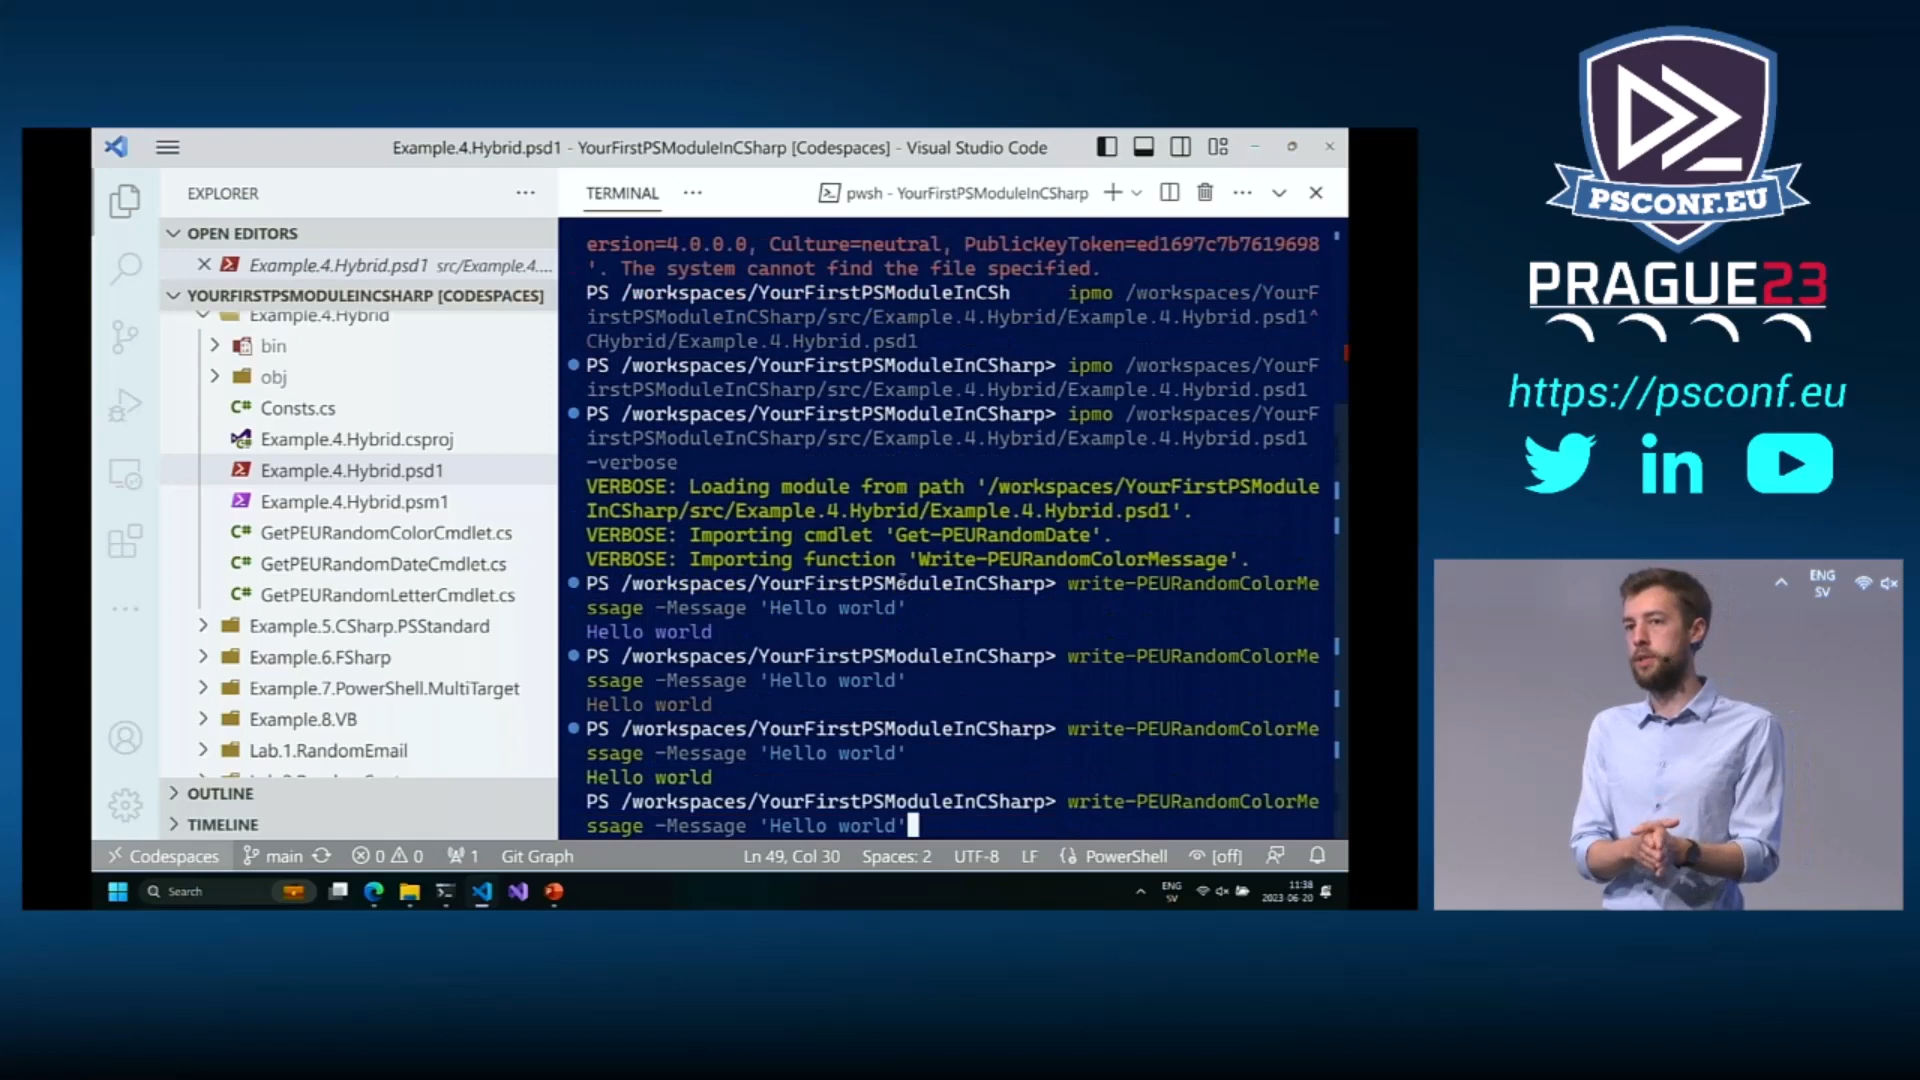 Example.4.Hybrid.psd1 - YourFirstPSModuleInCSharp [Codespaces] - Visual Studio Code
EXPLORER
OPEN EDITORS
Example.4.Hybrid.psd1 src/Example.4....
YOURFIRSTPSMODULEINCSHARP [CODESPACES]
Example.4.Hybrid
bin
obj
C# Consts.cs
Example.4.Hybrid.csproj
Example.4.Hybrid.psd1
Example.4.Hybrid.psm1
C# GetPEURandomColorCmdlet.cs
C# GetPEURandomDateCmdlet.cs
C# GetPEURandomLetterCmdlet.cs
Example.5.CSharp.PSStandard
Example.6.FSharp
Example.7.PowerShell.MultiTarget
Example.8.VB
Lab.1.RandomEmail
OUTLINE
TIMELINE
TERMINAL
pwsh - YourFirstPSModuleInCSharp
ersion=4.0.0.0, Culture=neutral, PublicKeyToken=ed1697c7b7619698
'. The system cannot find the file specified.
PS /workspaces/YourFirstPSModuleInCSh ipmo /workspaces/YourF
irstPSModuleInCSharp/src/Example.4.Hybrid/Example.4.Hybrid.psd1^
CHybrid/Example.4.Hybrid.psd1
PS /workspaces/YourFirstPSModuleInCSharp> ipmo /workspaces/YourF
irstPSModuleInCSharp/src/Example.4.Hybrid/Example.4.Hybrid.psd1
PS /workspaces/YourFirstPSModuleInCSharp> ipmo /workspaces/YourF
irstPSModuleInCSharp/src/Example.4.Hybrid/Example.4.Hybrid.psd1
-verbose
VERBOSE: Loading module from path '/workspaces/YourFirstPSModule
InCSharp/src/Example.4.Hybrid/Example.4.Hybrid.psd1'.
VERBOSE: Importing cmdlet 'Get-PEURandomDate'.
VERBOSE: Importing function 'Write-PEURandomColorMessage'.
PS /workspaces/YourFirstPSModuleInCSharp> write-PEURandomColorMe
ssage -Message 'Hello world'
Hello world
PS /workspaces/YourFirstPSModuleInCSharp> write-PEURandomColorMe
ssage -Message 'Hello world'
Hello world
PS /workspaces/YourFirstPSModuleInCSharp> write-PEURandomColorMe
ssage -Message 'Hello world'
Hello world
PS /workspaces/YourFirstPSModuleInCSharp> write-PEURandomColorMe
ssage -Message 'Hello world'
Codespaces main 0 0 1 Git Graph Ln 49, Col 30 Spaces: 2 UTF-8 LF PowerShell [off]
Search
ENG
SV
11:38
2023-06-20
PSCONF.EU
PRAGUE23
https://psconf.eu
in
ENG
SV